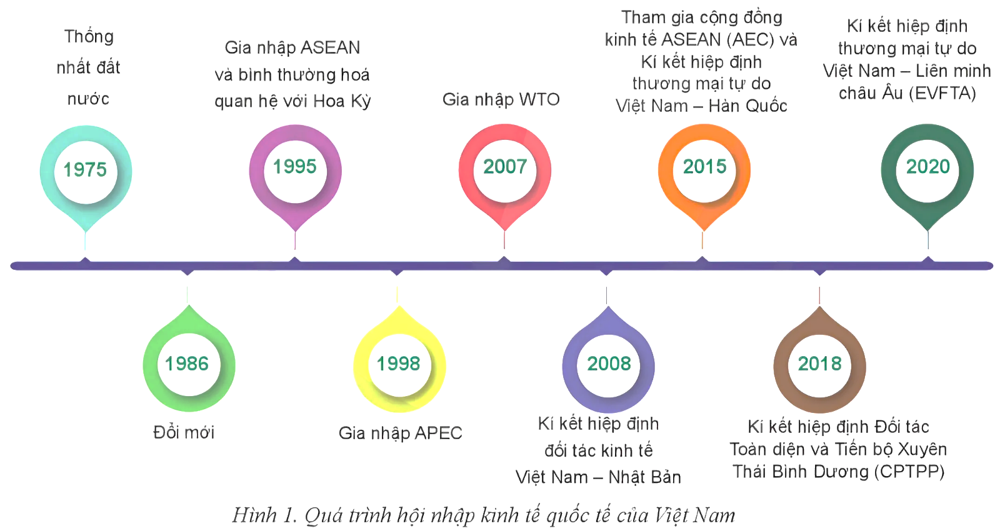 Thống
nhất đất
nước
1975
Gia nhập ASEAN
và bình thường hoá
quan hệ với Hoa Kỳ
1995
Gia nhập WTO
2007
Tham gia cộng đồng
kinh tế ASEAN (AEC) và
Kí kết hiệp định
thương mại tự do
Việt Nam – Hàn Quốc
2015
Kí kết hiệp định
thương mại tự do
Việt Nam – Liên minh
châu Âu (EVFTA)
2020
1986
Đổi mới
1998
Gia nhập APEC
2008
Kí kết hiệp định
đối tác kinh tế
Việt Nam – Nhật Bản
2018
Kí kết hiệp định Đối tác
Toàn diện và Tiến bộ Xuyên
Thái Bình Dương (CPTPP)
Hình 1. Quá trình hội nhập kinh tế quốc tế của Việt Nam